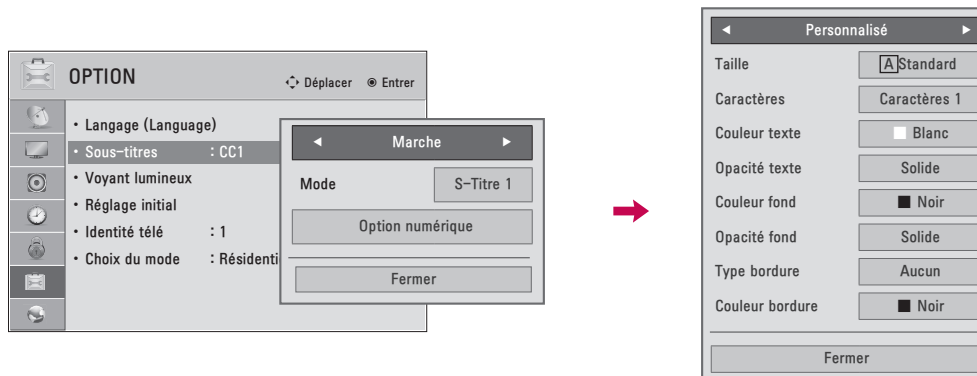 OPTION
Déplacer Entrer
• Langage (Language)
• Sous-titres : CC1
• Voyant lumineux
• Réglage initial
• Identité télé : 1
• Choix du mode : Résidenti
◄ Marche ►
Mode S-Titre 1
Option numérique
Fermer
◄ Personnalisé ►
Taille A Standard
Caractères Caractères 1
Couleur texte Blanc
Opacité texte Solide
Couleur fond Noir
Opacité fond Solide
Type bordure Aucun
Couleur bordure Noir
Fermer